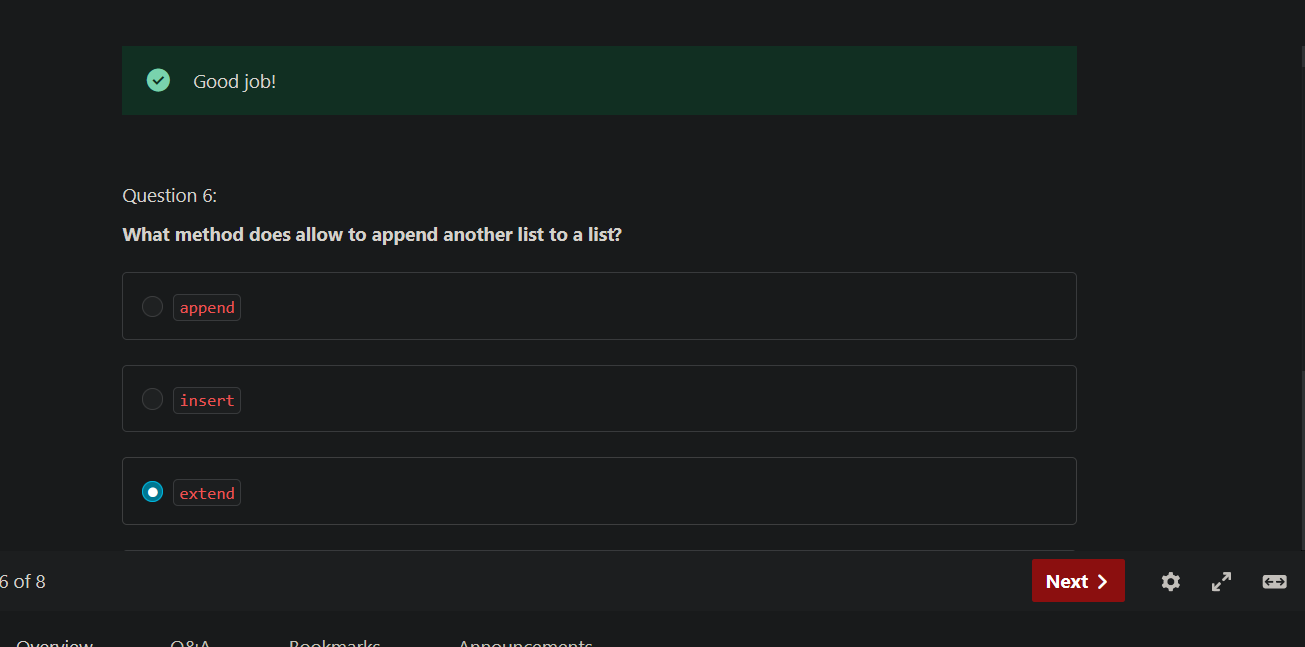 Good job!
Question 6:
What method does allow to append another list to a list?
append
insert
extend
6 of 8
Next
Overview Q&A Bookmarks Announcements